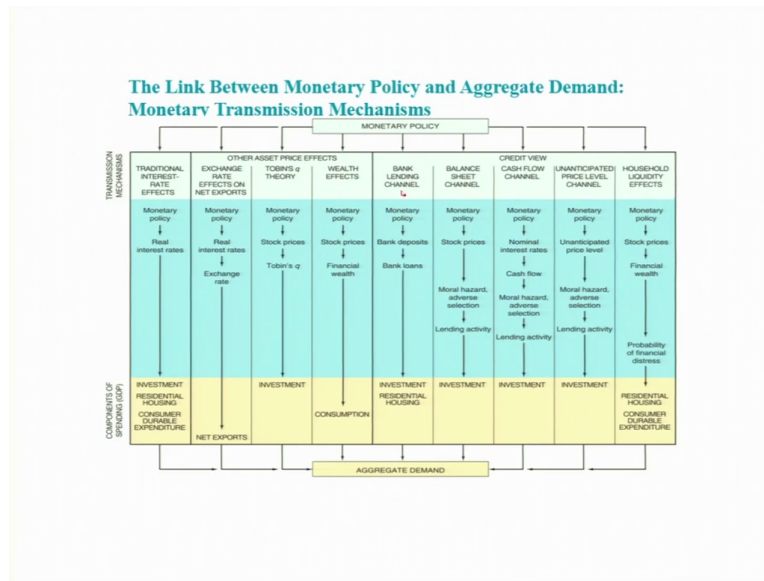 The Link Between Monetary Policy and Aggregate Demand:
Monetary Transmission Mechanisms
MONETARY POLICY
TRANSMISSION
MECHANISMS
OTHER ASSET PRICE EFFECTS
CREDIT VIEW
TRADITIONAL
INTEREST-
RATE
EFFECTS
EXCHANGE
RATE
EFFECTS ON
NET EXPORTS
TOBIN'S q
THEORY
WEALTH
EFFECTS
BANK
LENDING
CHANNEL
BALANCE
SHEET
CHANNEL
CASH FLOW
CHANNEL
UNANTICIPATED
PRICE LEVEL
CHANNEL
HOUSEHOLD
LIQUIDITY
EFFECTS
Monetary
policy
Real
interest rates
Monetary
policy
Real
interest rates
Exchange
rate
Monetary
policy
Stock prices
Tobin's q
Monetary
policy
Stock prices
Financial
wealth
Monetary
policy
Bank deposits
Bank loans
Monetary
policy
Stock prices
Moral hazard,
adverse
selection
Lending activity
Monetary
policy
Nominal
interest rates
Cash flow
Moral hazard,
adverse
selection
Lending activity
Monetary
policy
Unanticipated
price level
Moral hazard,
adverse
selection
Lending activity
Monetary
policy
Stock prices
Financial
wealth
Probability
of financial
distress
COMPONENTS OF
SPENDING (GDP)
INVESTMENT
RESIDENTIAL
HOUSING
CONSUMER
DURABLE
EXPENDITURE
NET EXPORTS
INVESTMENT
CONSUMPTION
INVESTMENT
RESIDENTIAL
HOUSING
INVESTMENT
INVESTMENT
INVESTMENT
RESIDENTIAL
HOUSING
CONSUMER
DURABLE
EXPENDITURE
AGGREGATE DEMAND